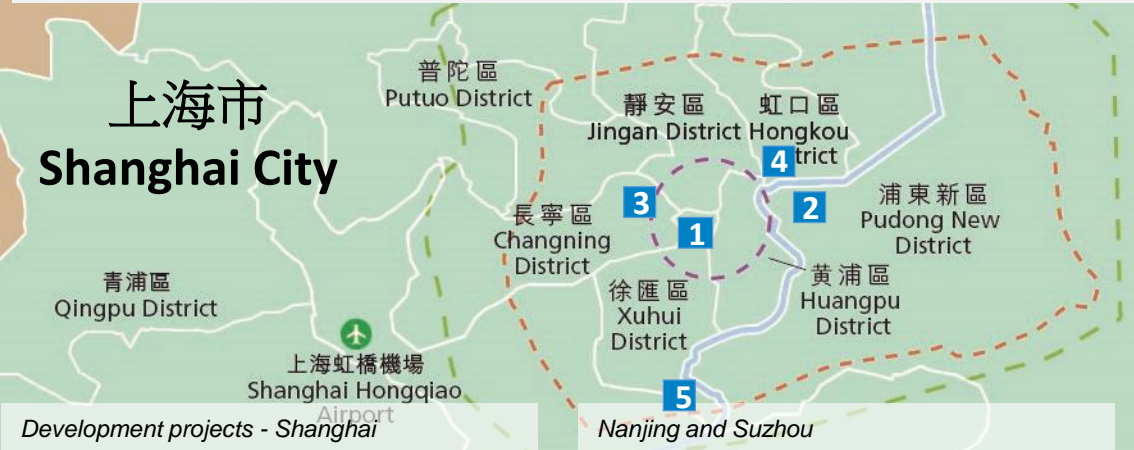 上海市
Shanghai City
普陀區
Putuo District
靜安區
Jingan District
虹口區
Hongkou
trict
4
3
2
1
長寧區
Changning
District
浦東新區
Pudong New
District
黄浦區
Huangpu
District
徐匯區
Xuhui
District
青浦區
Qingpu District
上海虹橋機場
Shanghai Hongqiao
Airport
5
Development projects - Shanghai
Nanjing and Suzhou